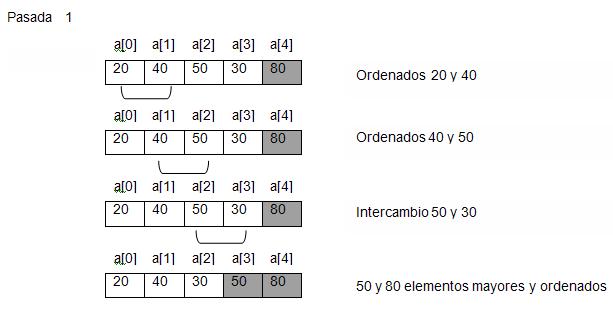 Pasada 1
a[0] a[1] a[2] a[3] a[4]
20 40 50 30 80
Ordenados 20 y 40
a[0] a[1] a[2] a[3] a[4]
20 40 50 30 80
Ordenados 40 y 50
a[0] a[1] a[2] a[3] a[4]
20 40 50 30 80
Intercambio 50 y 30
a[0] a[1] a[2] a[3] a[4]
20 40 30 50 80
50 y 80 elementos mayores y ordenados